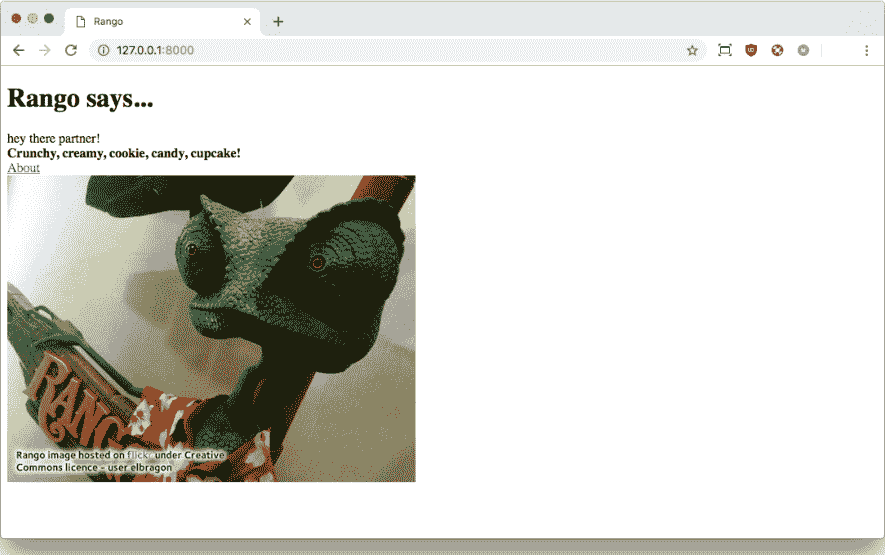 Rango
127.0.0.1:8000
Rango says...
hey there partner!
Crunchy, creamy, cookie, candy, cupcake!
About
RANGO
Rango image hosted on flickr under Creative
Commons licence - user elbragon